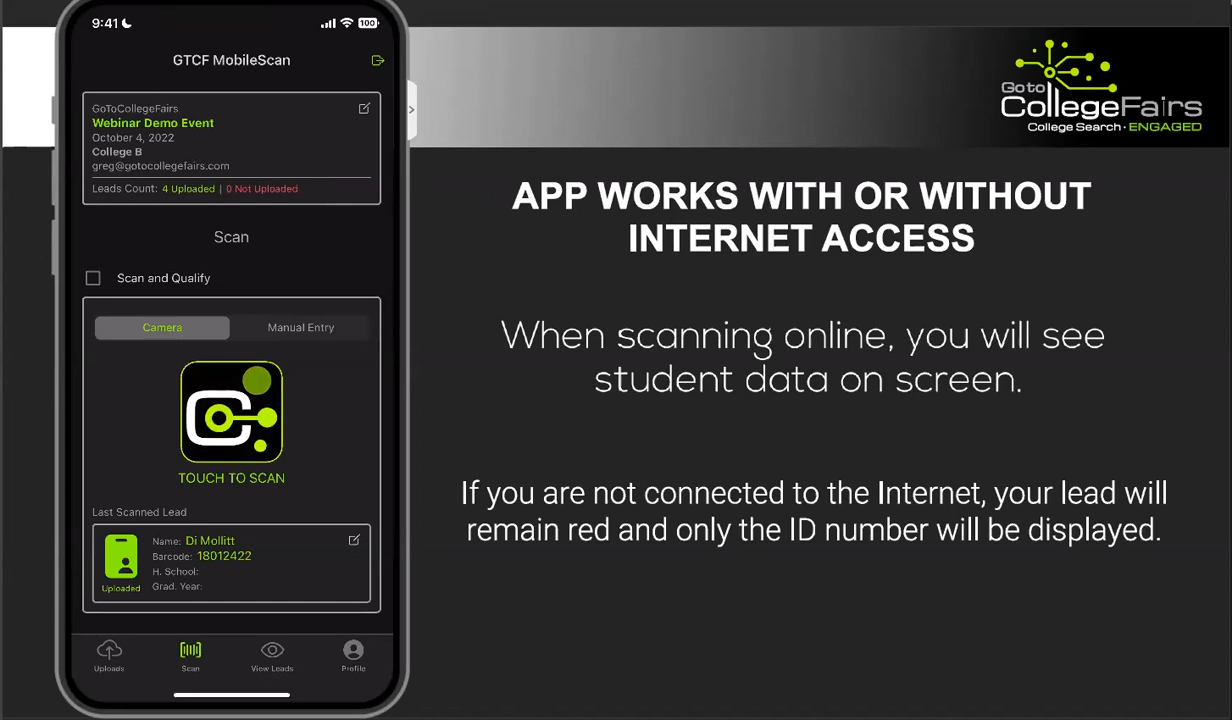 9:41
100
GTCF MobileScan
GoToCollegeFairs
Webinar Demo Event
October 4, 2022
College B
greg@gotocollegefairs.com
Leads Count: 4 Uploaded | 0 Not Uploaded
Scan
Scan and Qualify
Camera
Manual Entry
TOUCH TO SCAN
Last Scanned Lead
Name: Di Mollitt
Barcode: 18012422
H. School:
Grad. Year:
Uploaded
Uploads
Scan
View Leads
Profile
Go to
CollegeFairs
College Search · ENGAGED
APP WORKS WITH OR WITHOUT
INTERNET ACCESS
When scanning online, you will see
student data on screen.
If you are not connected to the Internet, your lead will
remain red and only the ID number will be displayed.